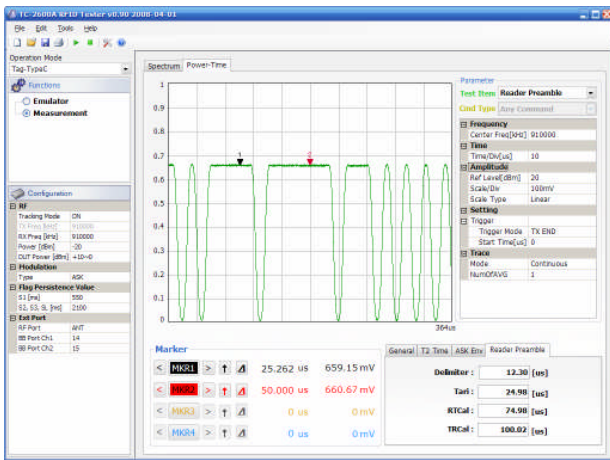 TC-2600A RFID Tester v0.90 2008-04-01
File Edit Tools Help
Operation Mode
Tag-TypeC
Functions
Emulator
Measurement
Configuration
RF
Tracking Mode ON
TX Freq [kHz] 910000
RX Freq [kHz] 910000
Power [dBm] -20
DUT Power [dBm] +10~0
Modulation
Type ASK
Flag Persistence Value
S1 [ms] 550
S2, S3, SL [ms] 2100
Ext Port
RF Port ANT
BB Port Ch1 14
BB Port Ch2 15
Spectrum Power-Time
1
0.9
0.8
0.7
0.6
0.5
0.4
0.3
0.2
0.1
0
1
2
364us
Parameter
Test Item Reader Preamble
Cmd Type Any Command
Frequency
Center Freq[kHz] 910000
Time
Time/Div[us] 10
Amplitude
Ref Level[dBm] 20
Scale/Div 100mV
Scale Type Linear
Setting
Trigger
Trigger Mode TX END
Start Time[us] 0
Trace
Mode Continuous
NumOfAVG 1
Marker
< MKR1 > 25.262 us 659.15 mV
< MKR2 > 50.000 us 660.67 mV
< MKR3 > 0 us 0 mV
< MKR4 > 0 us 0 mV
General T2 Time ASK Env Reader Preamble
Delimiter : 12.30 [us]
Tari : 24.98 [us]
RTCal : 74.98 [us]
TRCal : 100.02 [us]